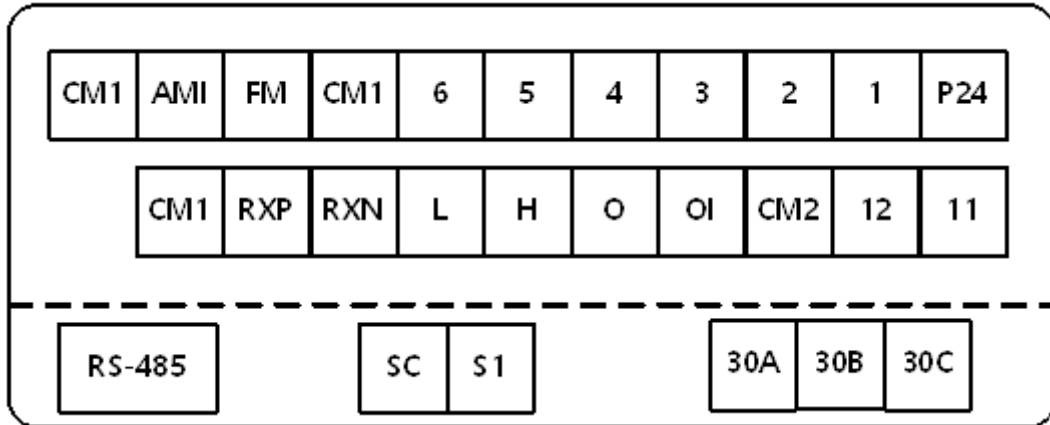 CM1 AMI FM CM1 6 5 4 3 2 1 P24
CM1 RXP RXN L H O OI CM2 12 11
RS-485 SC S1 30A 30B 30C